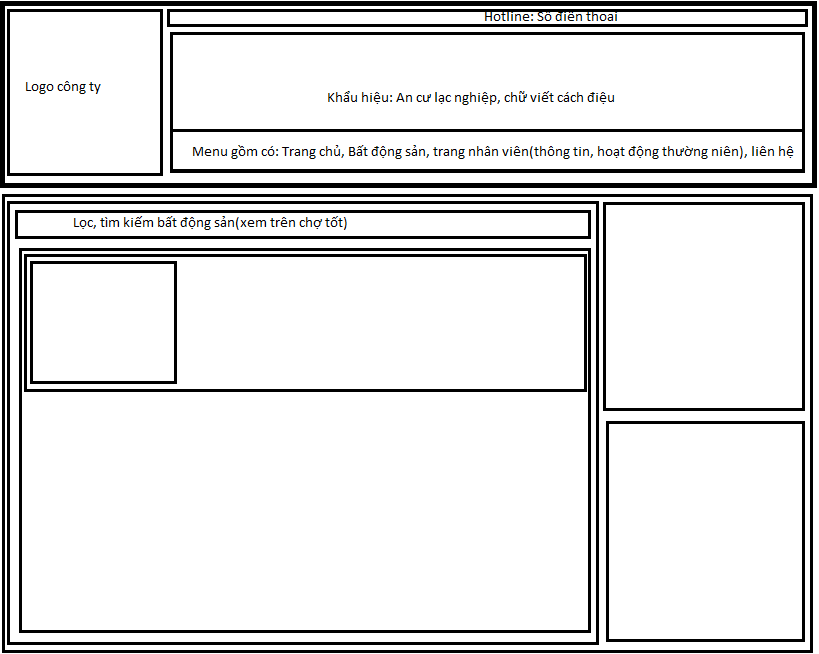 Hotline: Số điên thoai
Logo công ty
Khẩu hiệu: An cư lạc nghiệp, chữ viết cách điệu
Menu gồm có: Trang chủ, Bất động sản, trang nhân viên(thông tin, hoạt động thường niên), liên hệ
Lọc, tìm kiếm bất động sản(xem trên chợ tốt)